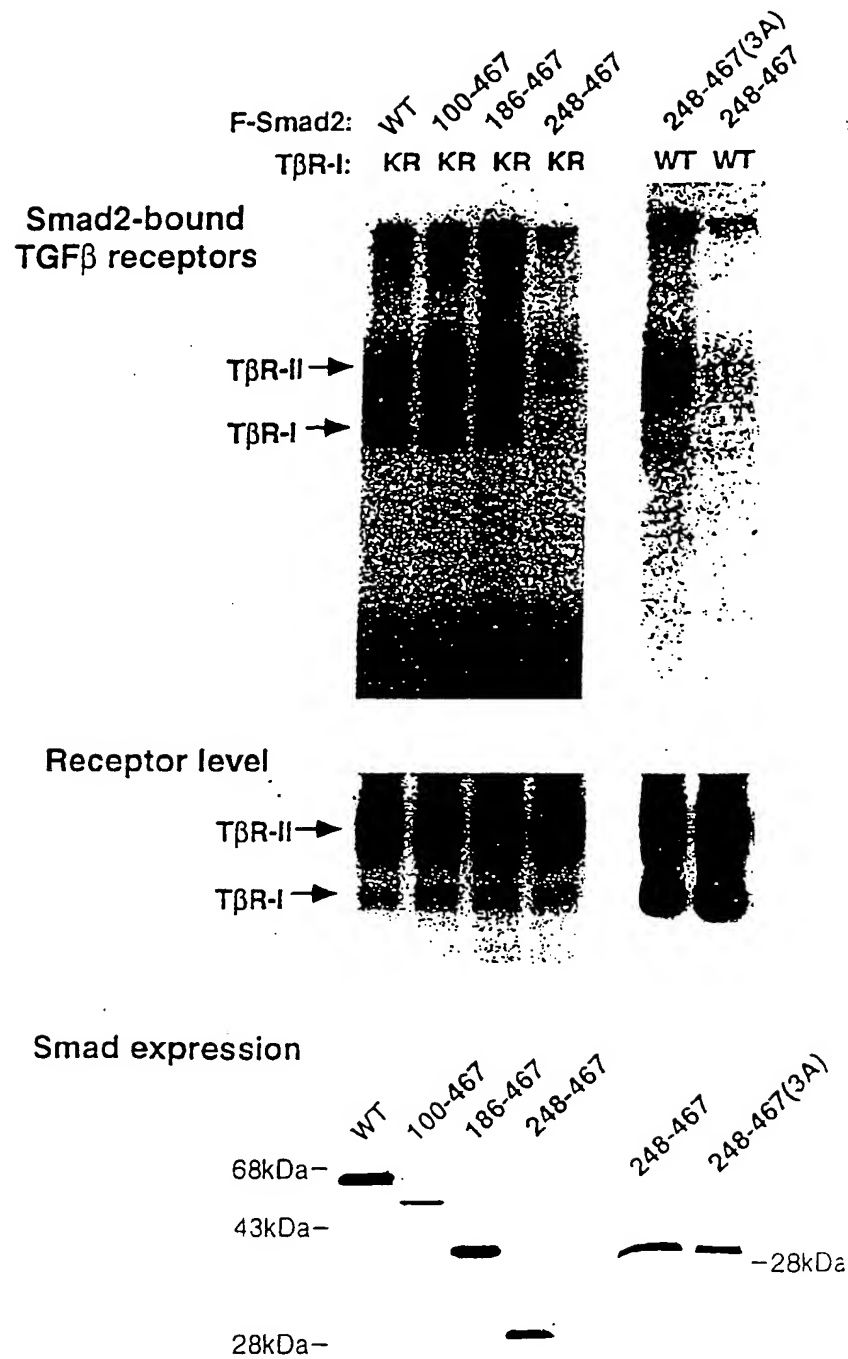 F-Smad2: WT 100-467 186-467 248-467 248-467(3A) 248-467
TβR-I: KR KR KR KR WT WT
Smad2-bound
TGFβ receptors
TβR-II
TβR-I
Receptor level
TβR-II
TβR-I
Smad expression
WT 100-467 186-467 248-467 248-467 248-467(3A)
68kDa-
43kDa-
-28kDa
28kDa-